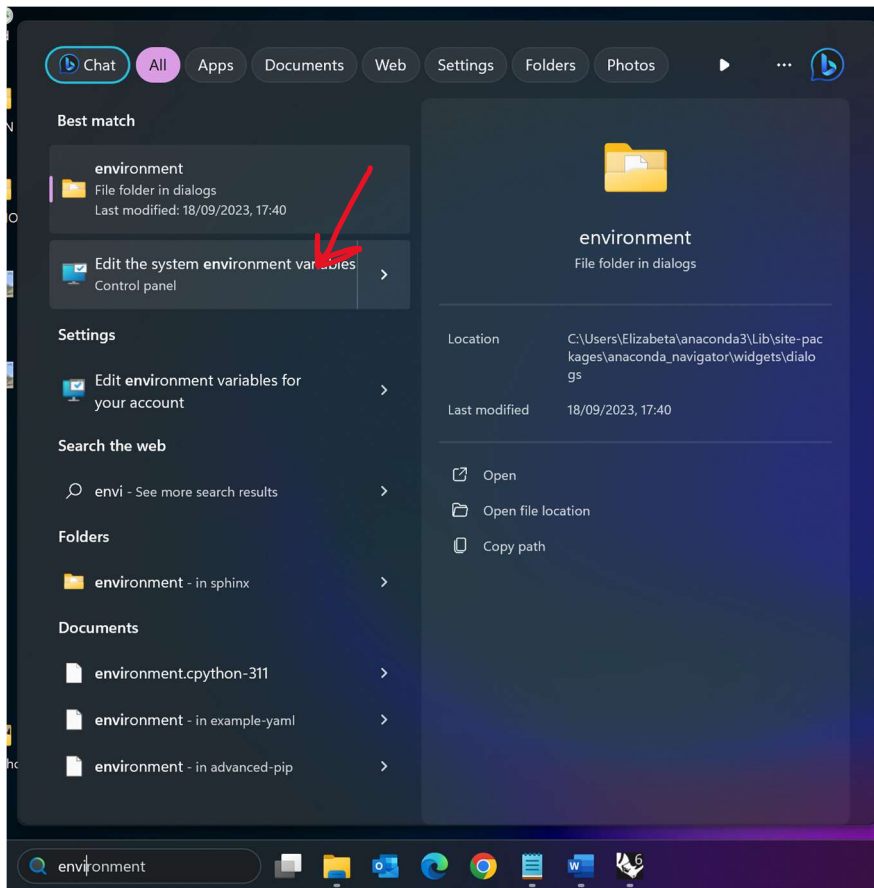 Chat All Apps Documents Web Settings Folders Photos ...
Best match
environment
File folder in dialogs
Last modified: 18/09/2023, 17:40
Edit the system environment variables
Control panel
Settings
Edit environment variables for
your account
Search the web
envi - See more search results
Folders
environment - in sphinx
Documents
environment.cpython-311
environment - in example-yaml
environment - in advanced-pip
environment
File folder in dialogs
Location C:\Users\Elizabeta\anaconda3\Lib\site-pac
kages\anaconda_navigator\widgets\dialo
gs
Last modified 18/09/2023, 17:40
Open
Open file location
Copy path
environment
6